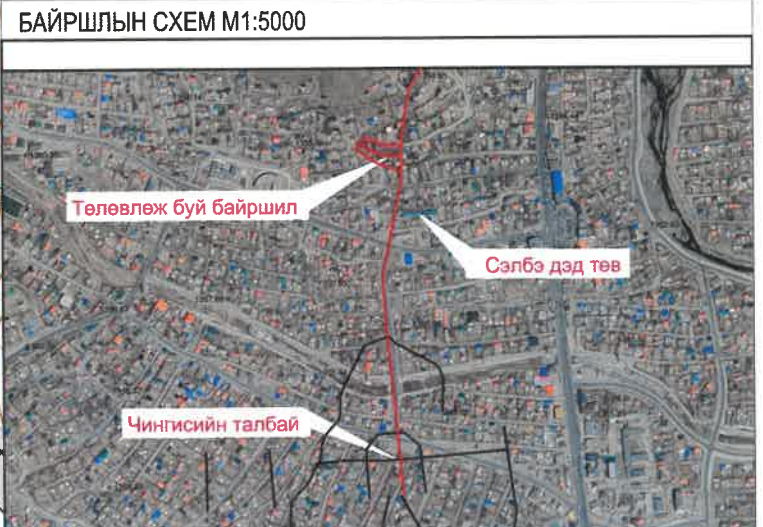 БАЙРШЛЫН СХЕМ М1:5000
Төлөвлөж буй байршил
Сэлбэ дэд төв
Чингисийн талбай